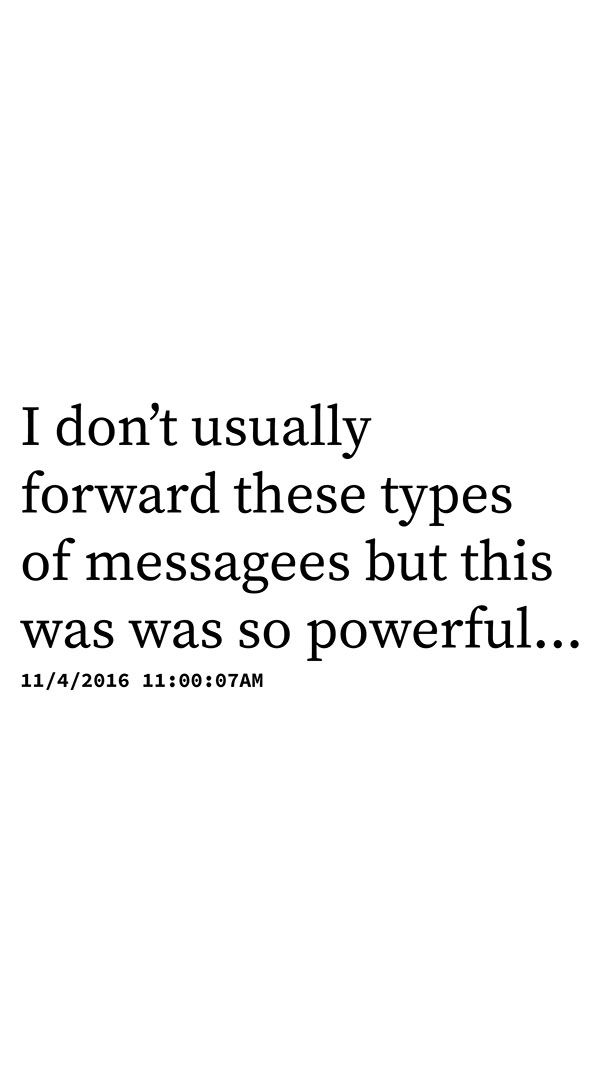 I don’t usually
forward these types
of messagees but this
was was so powerful...
11/4/2016 11:00:07AM